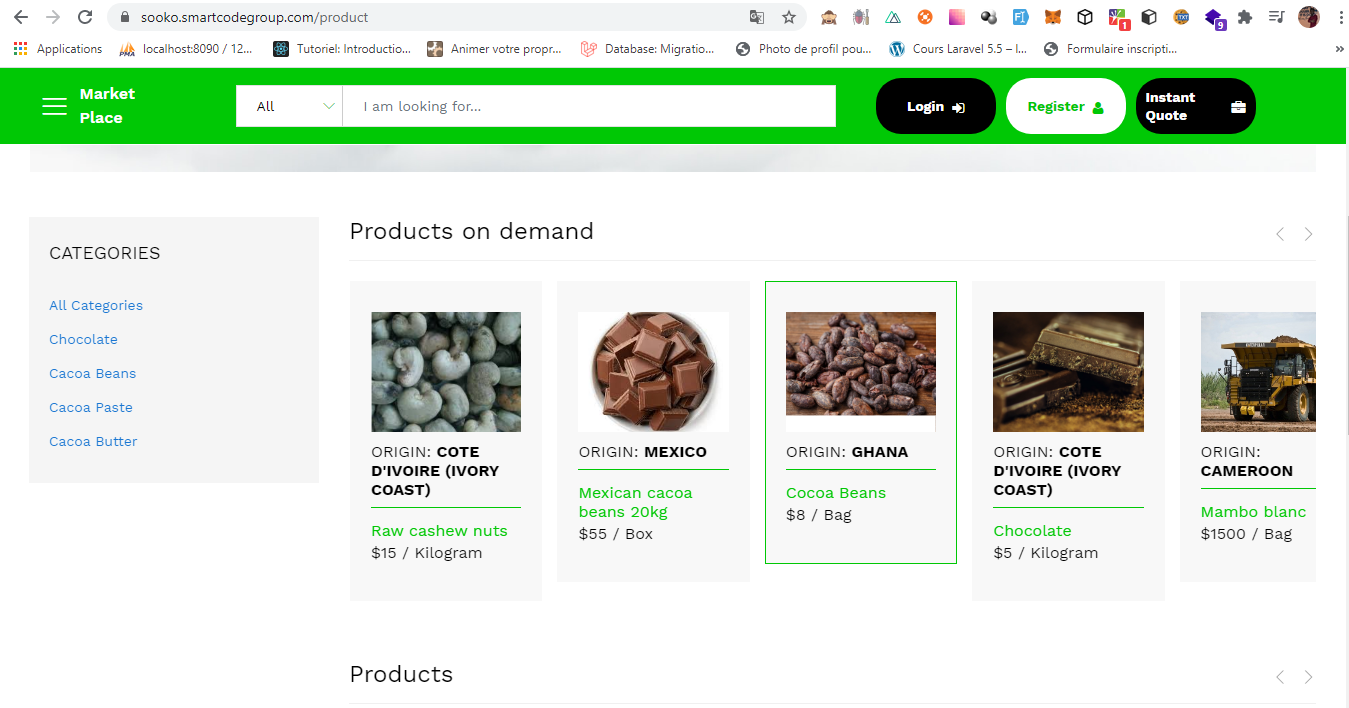 sooko.smartcodegroup.com/product
1
9
Applications
localhost:8090 / 12...
Tutoriel: Introductio...
Animer votre propr...
Database: Migratio...
Photo de profil pou...
Cours Laravel 5.5 – I...
Formulaire inscripti...
»
Market
Place
All
I am looking for...
Login
Register
Instant
Quote
CATEGORIES
All Categories
Chocolate
Cacoa Beans
Cacoa Paste
Cacoa Butter
Products on demand
ORIGIN: COTE
D'IVOIRE (IVORY
COAST)
Raw cashew nuts
$15 / Kilogram
ORIGIN: MEXICO
Mexican cacoa
beans 20kg
$55 / Box
ORIGIN: GHANA
Cocoa Beans
$8 / Bag
ORIGIN: COTE
D'IVOIRE (IVORY
COAST)
Chocolate
$5 / Kilogram
ORIGIN:
CAMEROON
Mambo blanc
$1500 / Bag
Products